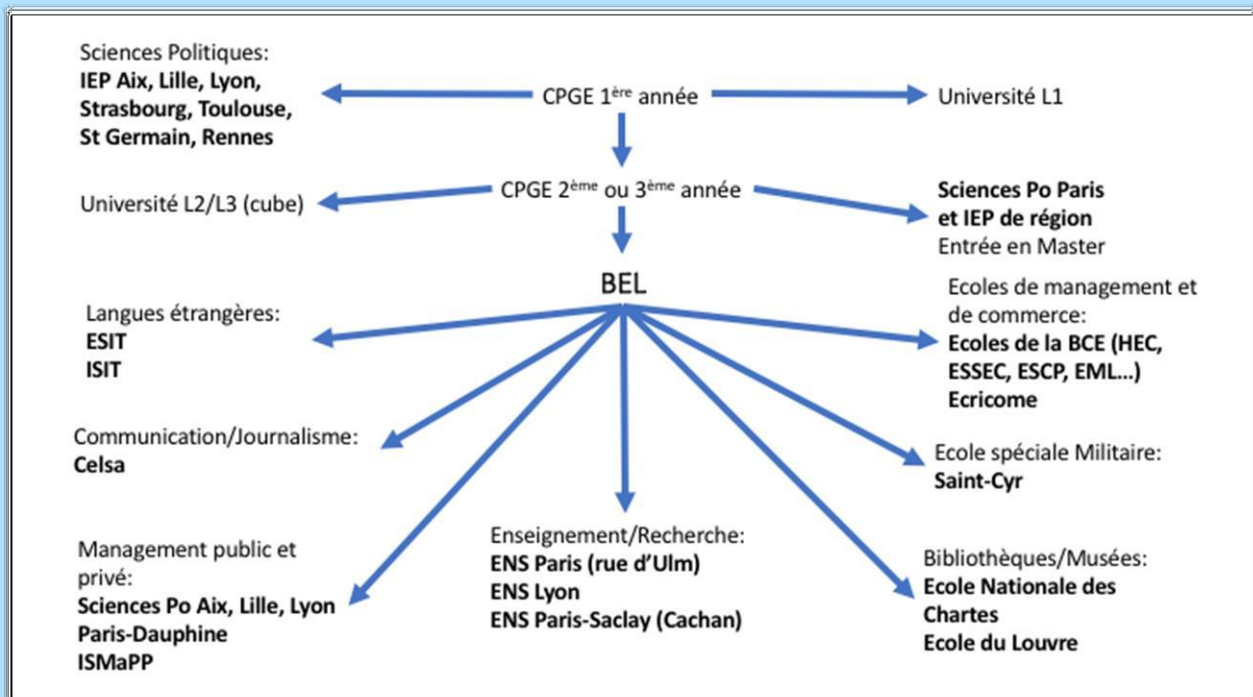 Sciences Politiques:
IEP Aix, Lille, Lyon,
Strasbourg, Toulouse,
St Germain, Rennes
CPGE 1ère année
Université L1
CPGE 2ème ou 3ème année
Université L2/L3 (cube)
Sciences Po Paris
et IEP de région
Entrée en Master
BEL
Langues étrangères:
ESIT
ISIT
Ecoles de management et
de commerce:
Ecoles de la BCE (HEC,
ESSEC, ESCP, EML...)
Ecricome
Communication/Journalisme:
Celsa
Ecole spéciale Militaire:
Saint-Cyr
Management public et
privé:
Sciences Po Aix, Lille, Lyon
Paris-Dauphine
ISMaPP
Enseignement/Recherche:
ENS Paris (rue d'Ulm)
ENS Lyon
ENS Paris-Saclay (Cachan)
Bibliothèques/Musées:
Ecole Nationale des
Chartes
Ecole du Louvre